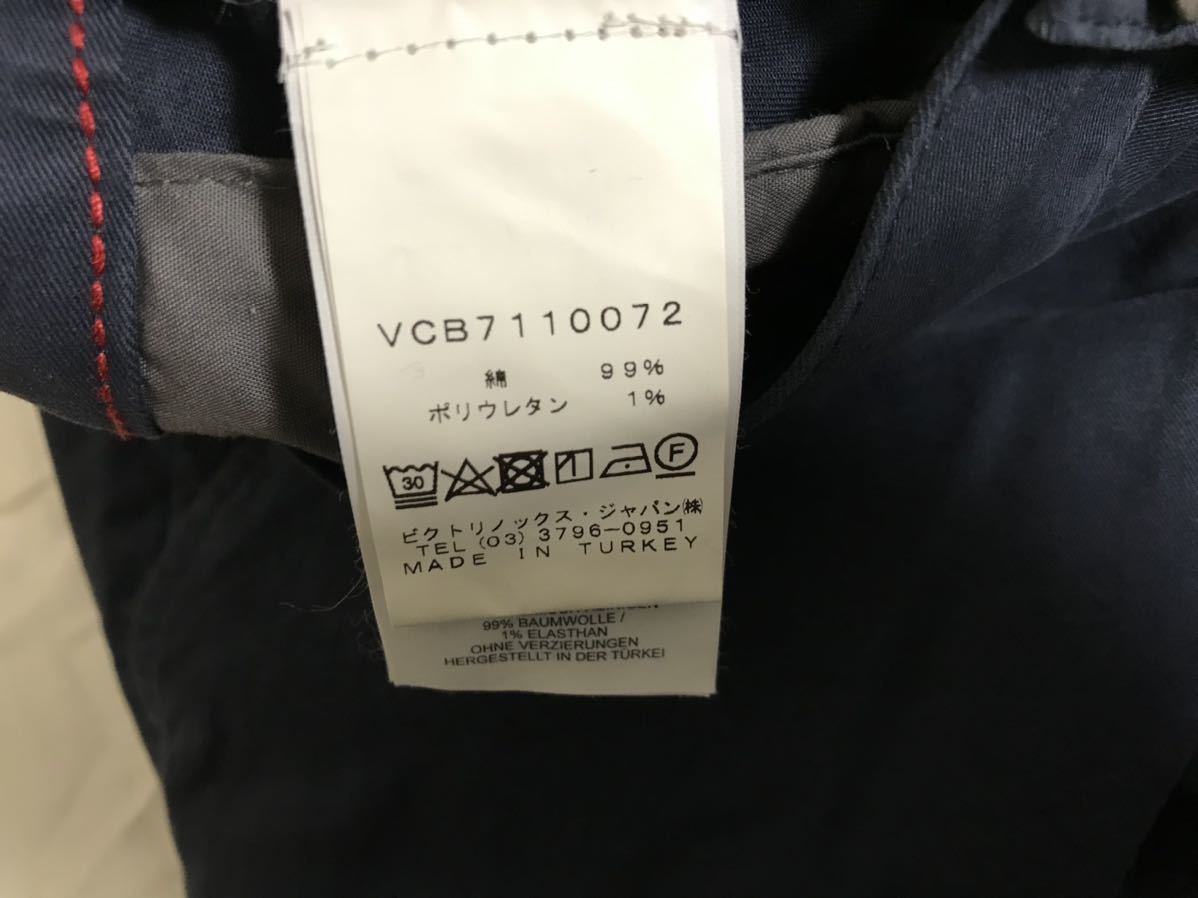 VCB7110072
綿 99%
ポリウレタン 1%
30 F
ビクトリノックス・ジャパン㈱
TEL (03) 3796-0951
MADE IN TURKEY
99% BAUMWOLLE /
1% ELASTHAN
OHNE VERZIERUNGEN
HERGESTELLT IN DER TÜRKEI